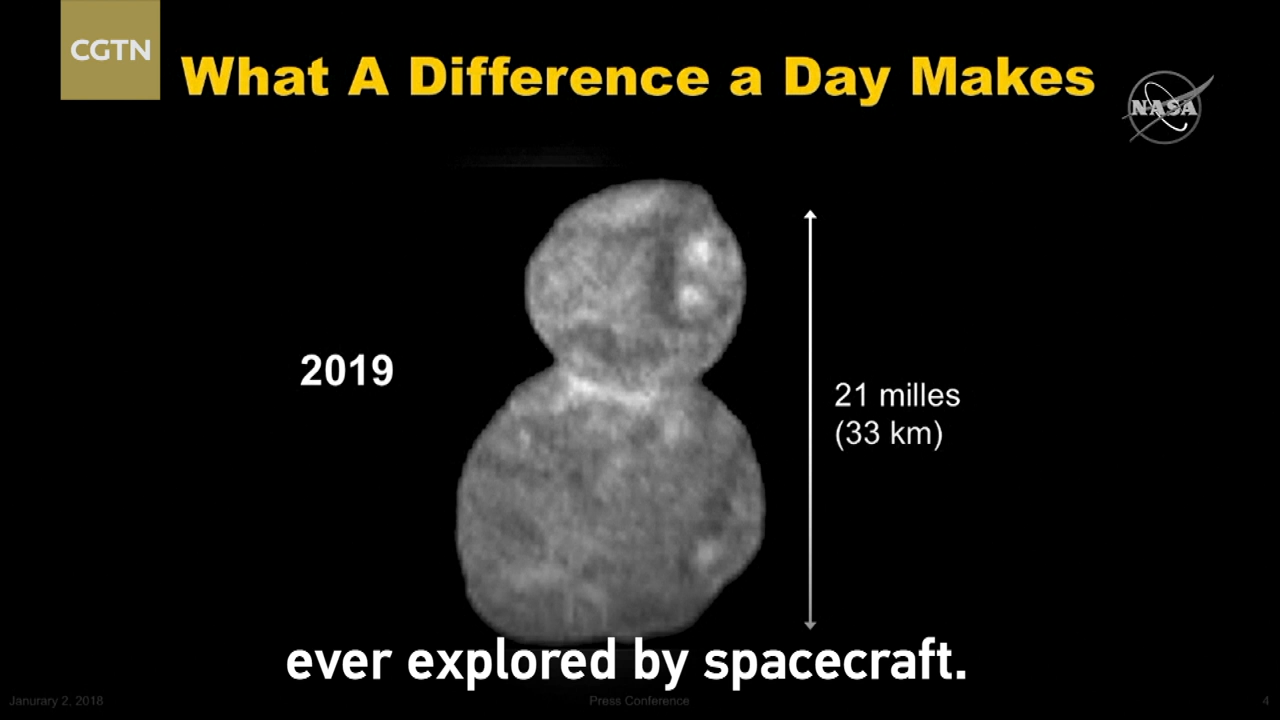 CGTN
What A Difference a Day Makes
NASA
2019
21 milles
(33 km)
ever explored by spacecraft.
Janurary 2, 2018
Press Conference
4